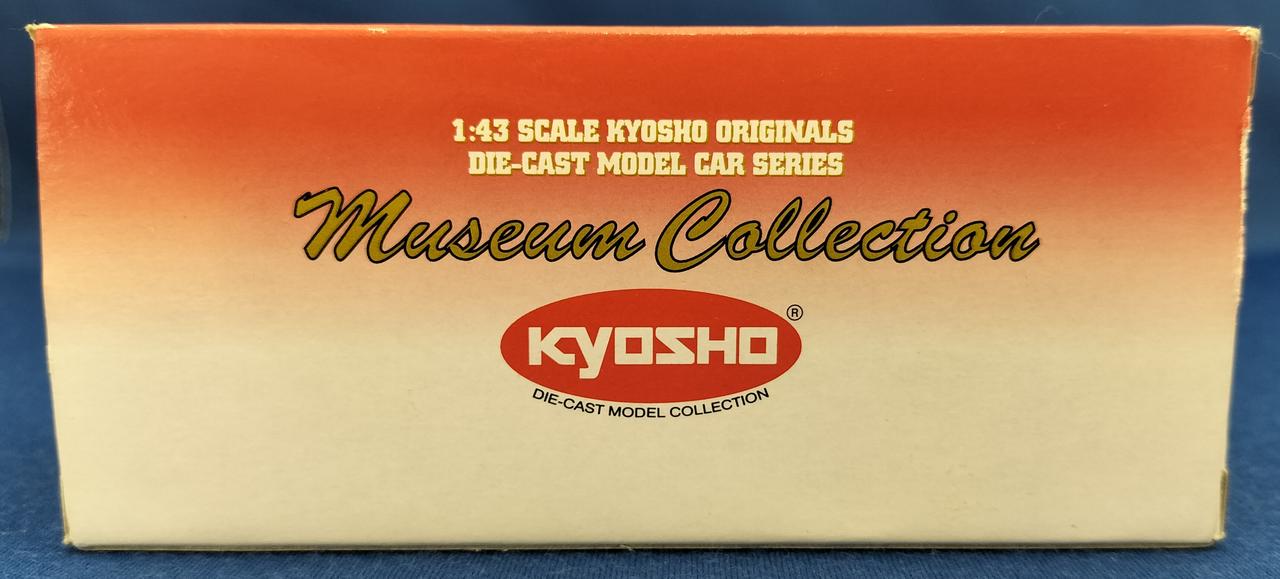 1:43 SCALE KYOSHO ORIGINALS
DIE-CAST MODEL CAR SERIES
Museum Collection
KYOSHO ®
DIE-CAST MODEL COLLECTION